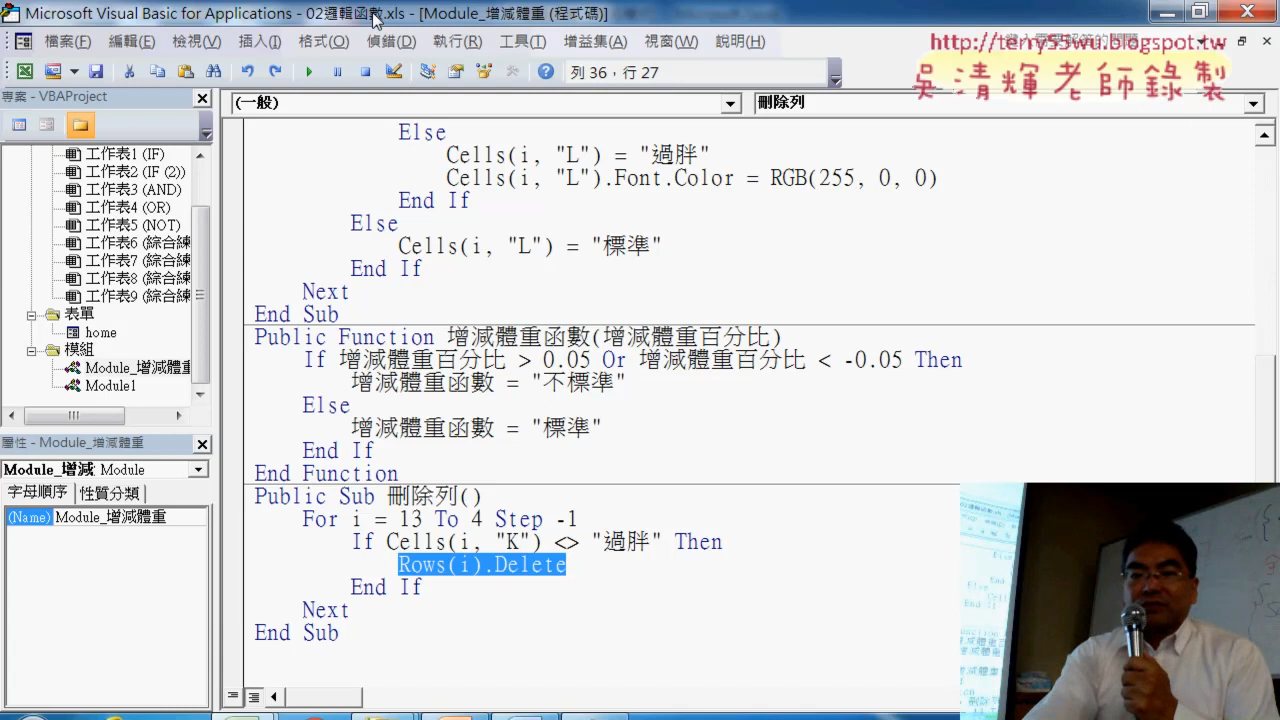 Microsoft Visual Basic for Applications - 02邏輯函數.xls - [Module_增減體重 (程式碼)]
檔案(F) 編輯(E) 檢視(V) 插入(I) 格式(O) 偵錯(D) 執行(R) 工具(T) 增益集(A) 視窗(W) 說明(H)
http://terry55wu.blogspot.tw
吳清輝老師錄製
列 36，行 27
專案 - VBAProject
(一般)
刪除列
工作表1 (IF)
工作表2 (IF (2))
工作表3 (AND)
工作表4 (OR)
工作表5 (NOT)
工作表6 (綜合練
工作表7 (綜合練
工作表8 (綜合練
工作表9 (綜合練
表單
home
模組
Module_增減體重
Module1
屬性 - Module_增減體重
Module_增減 Module
字母順序 性質分類
(Name) Module_增減體重
Else
Cells(i, "L") = "過胖"
Cells(i, "L").Font.Color = RGB(255, 0, 0)
End If
Else
Cells(i, "L") = "標準"
End If
Next
End Sub
Public Function 增減體重函數(增減體重百分比)
If 增減體重百分比 > 0.05 Or 增減體重百分比 < -0.05 Then
增減體重函數 = "不標準"
Else
增減體重函數 = "標準"
End If
End Function
Public Sub 刪除列()
For i = 13 To 4 Step -1
If Cells(i, "K") <> "過胖" Then
Rows(i).Delete
End If
Next
End Sub